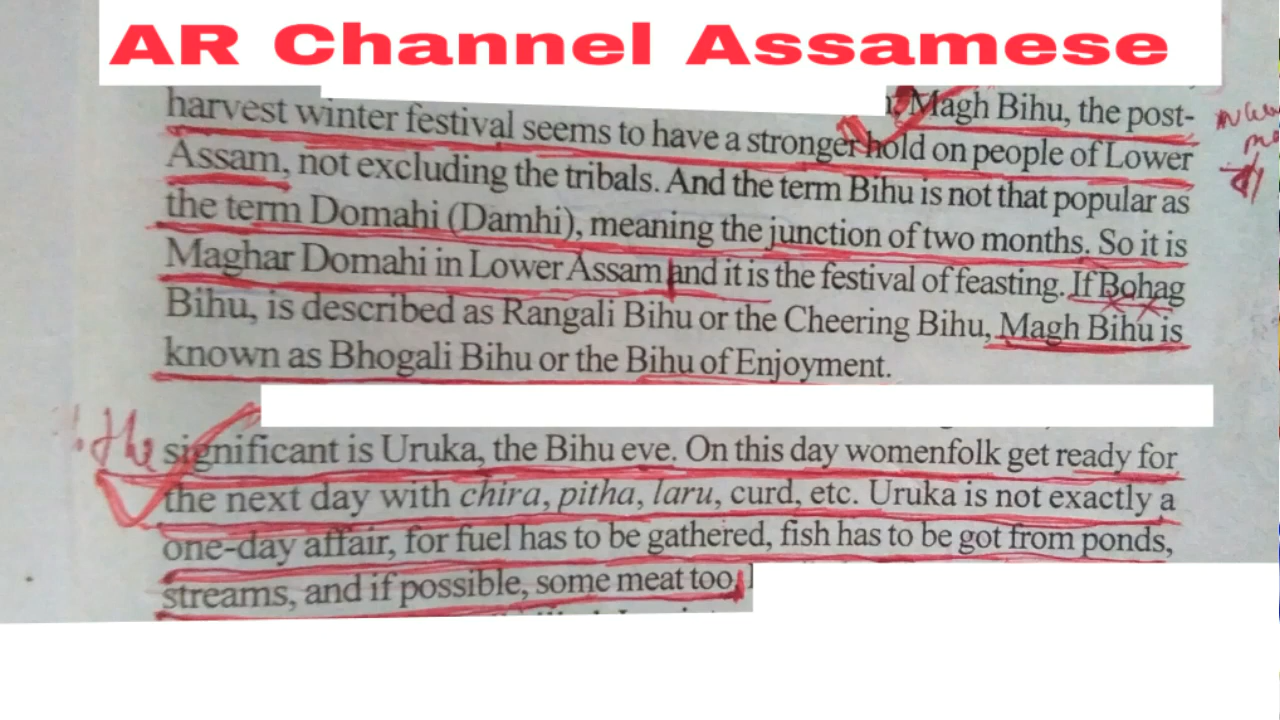 AR Channel Assamese
Magh Bihu, the post-
harvest winter festival seems to have a stronger hold on people of Lower
Assam, not excluding the tribals. And the term Bihu is not that popular as
the term Domahi (Damhi), meaning the junction of two months. So it is
Maghar Domahi in Lower Assam and it is the festival of feasting. If Bohag
Bihu, is described as Rangali Bihu or the Cheering Bihu, Magh Bihu is
known as Bhogali Bihu or the Bihu of Enjoyment.
the significant is Uruka, the Bihu eve. On this day womenfolk get ready for
the next day with chira, pitha, laru, curd, etc. Uruka is not exactly a
one-day affair, for fuel has to be gathered, fish has to be got from ponds,
streams, and if possible, some meat too